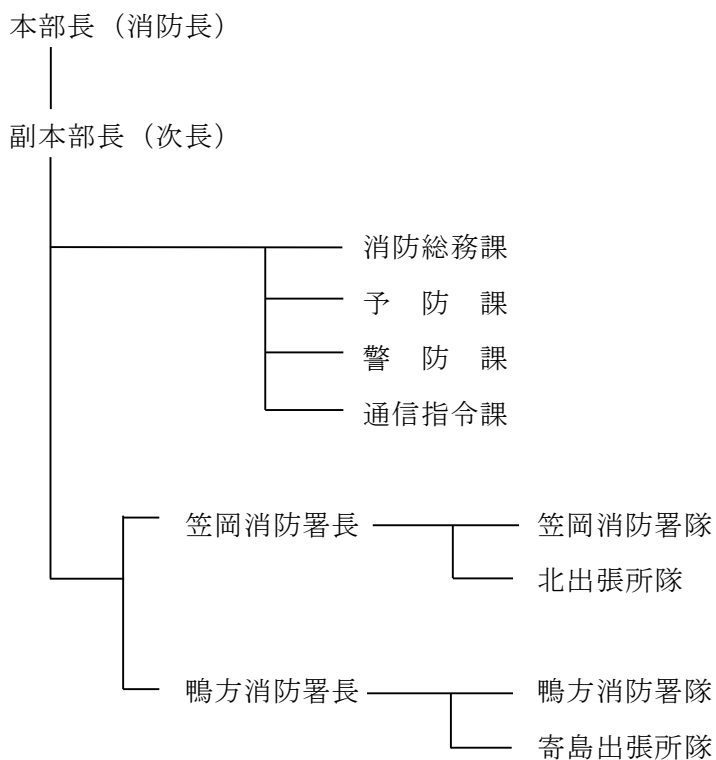 本部長（消防長）
副本部長（次長）
消防総務課
予　防　課
警　防　課
通信指令課
笠岡消防署長
笠岡消防署隊
北出張所隊
鴨方消防署長
鴨方消防署隊
寄島出張所隊